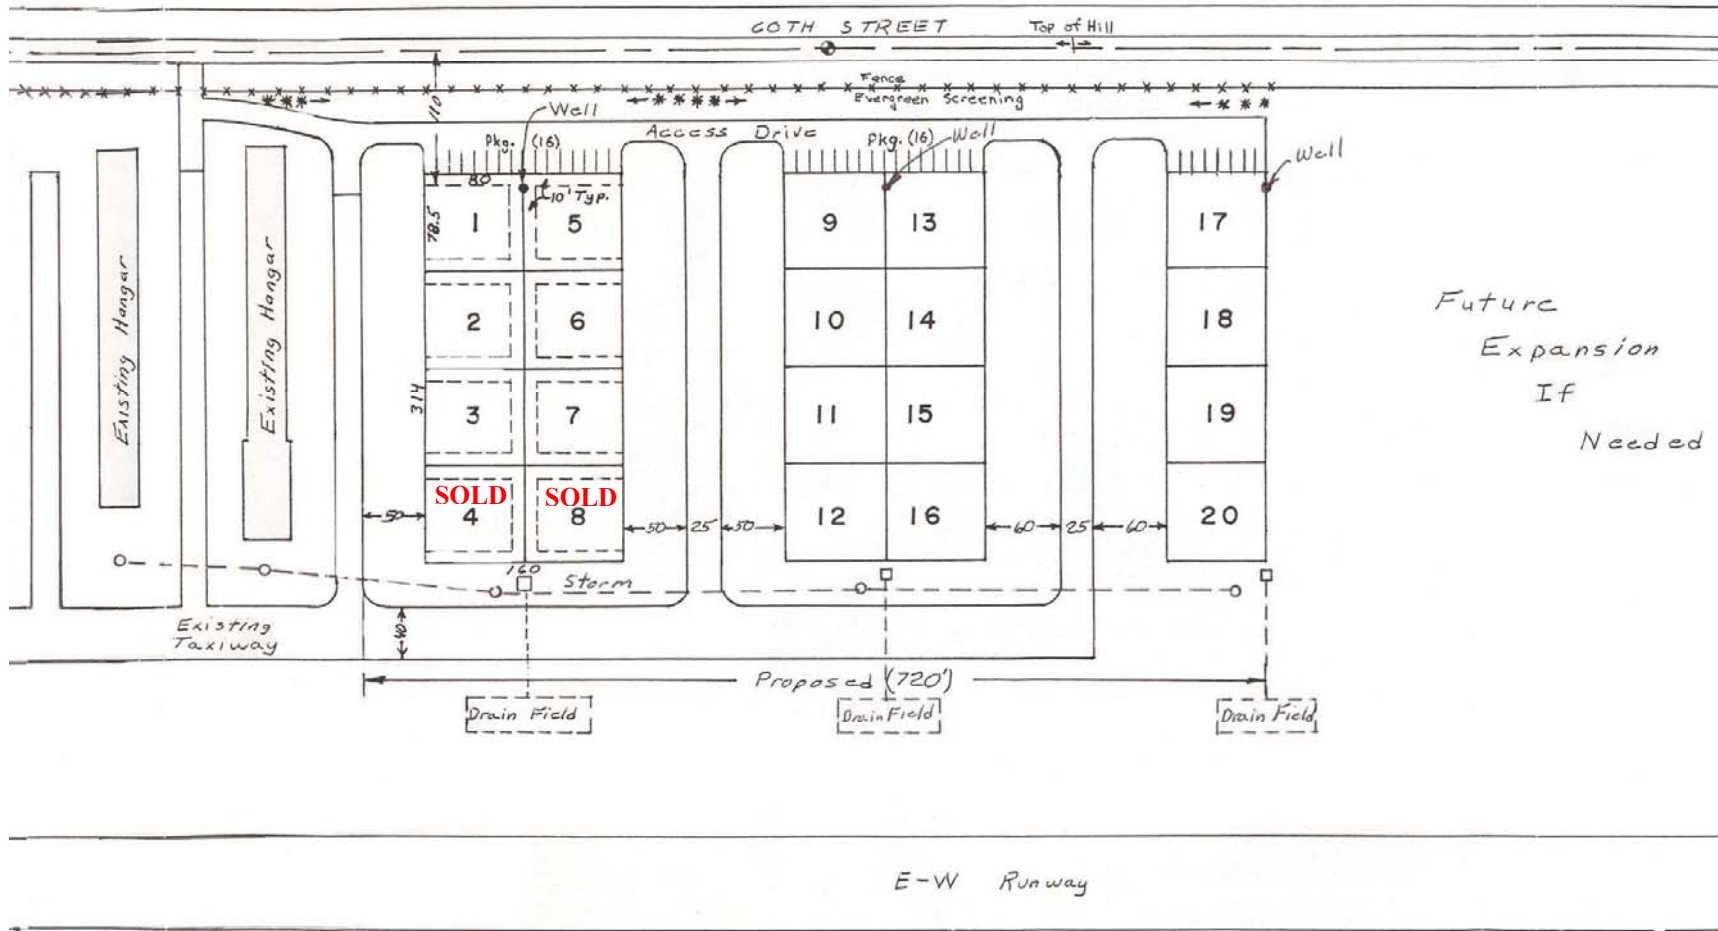 60TH STREET
Top of Hill
Fence
Evergreen Screening
110
Well
Access Drive
Pkg. (16)
Pkg. (16)
Well
Well
80
10' Typ.
78.5
1
5
9
13
17
2
6
10
14
18
Existing Hangar
Existing Hangar
Future
Expansion
If
Needed
314
3
7
11
15
19
SOLD
SOLD
4
8
12
16
20
50
50
25
50
60
25
60
160
Storm
Existing
Taxiway
40
Proposed (720')
Drain Field
Drain Field
Drain Field
E-W Runway